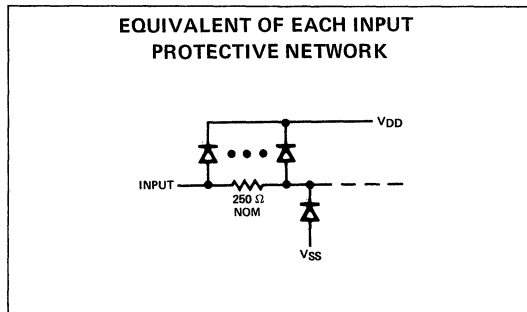 EQUIVALENT OF EACH INPUT
PROTECTIVE NETWORK
VDD
INPUT
250 Ω
NOM
VSS